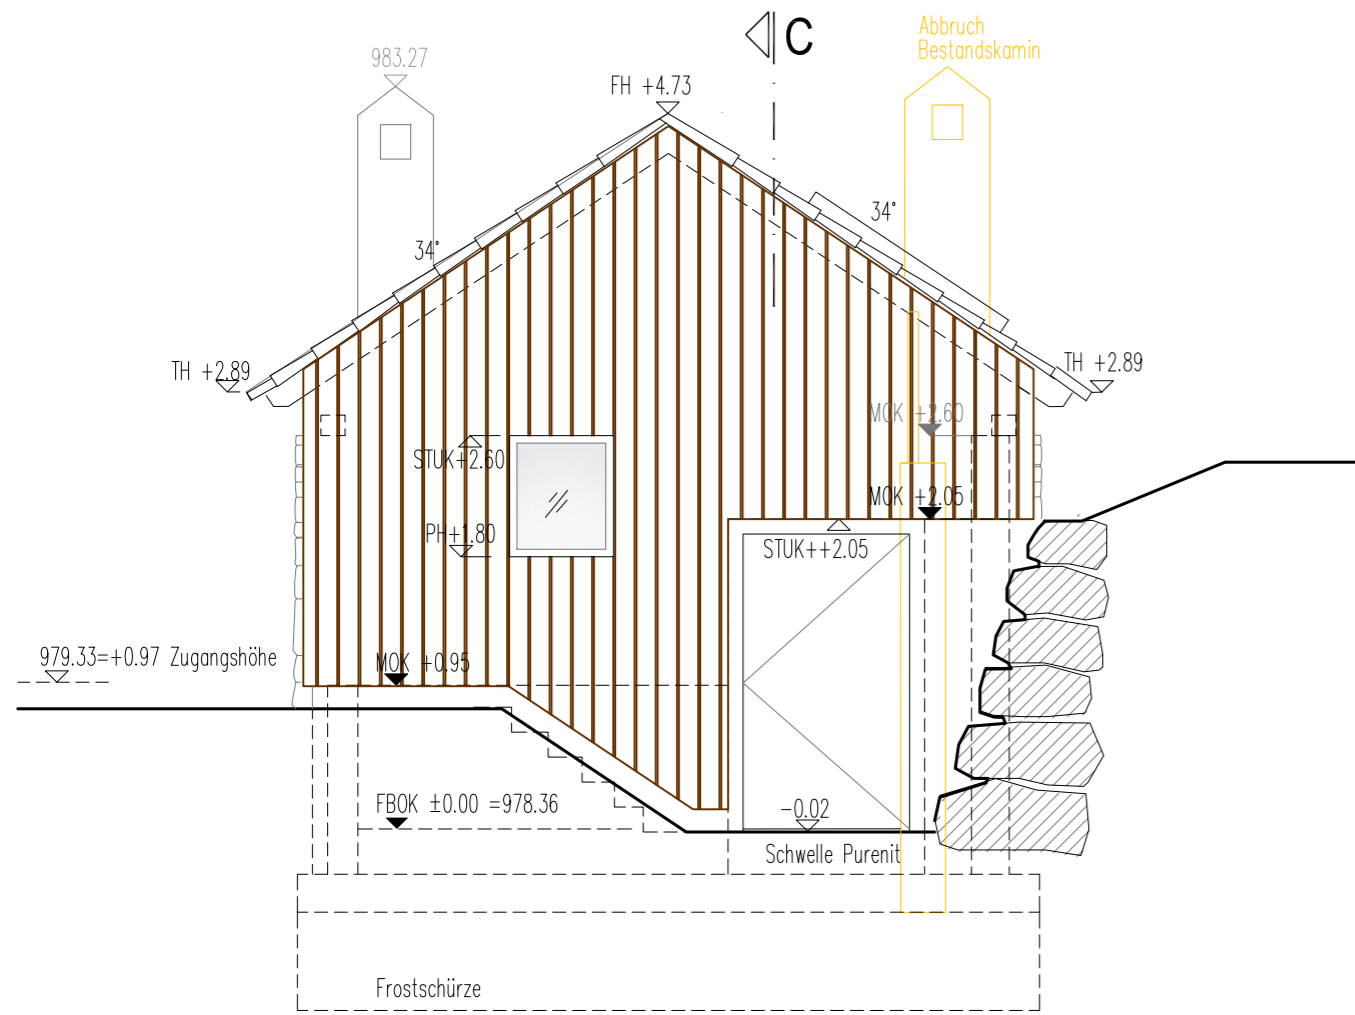 C
Abbruch
Bestandskamin
983.27
FH +4.73
34°
34°
TH +2.89
TH +2.89
MOK +2.60
STUK+2.60
MOK +2.05
PH+1.80
STUK++2.05
979.33=+0.97 Zugangshöhe
MOK +0.95
FBOK ±0.00 =978.36
-0.02
Schwelle Purenit
Frostschürze